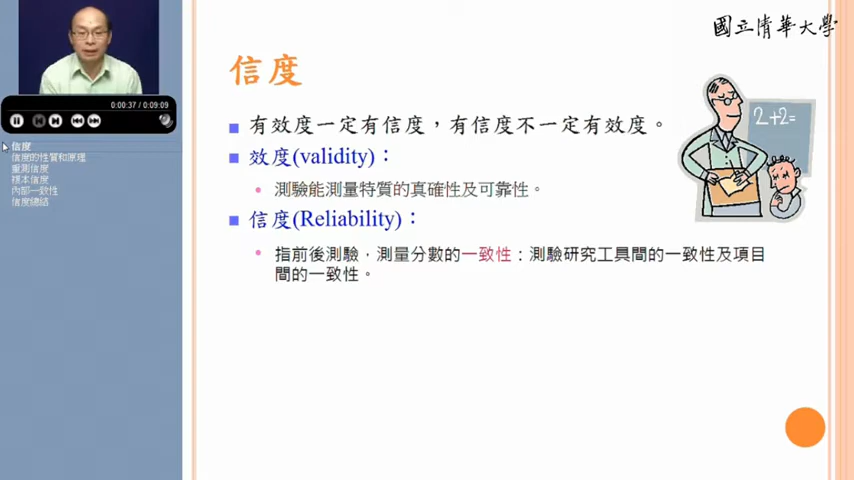 國立清華大學
信度
有效度一定有信度，有信度不一定有效度。
效度(validity)：
測驗能測量特質的真確性及可靠性。
信度(Reliability)：
指前後測驗，測量分數的一致性：測驗研究工具間的一致性及項目
間的一致性。
2+2=
0:00:37 / 0:09:09
信度
信度的性質和原理
重測信度
複本信度
內部一致性
信度總結